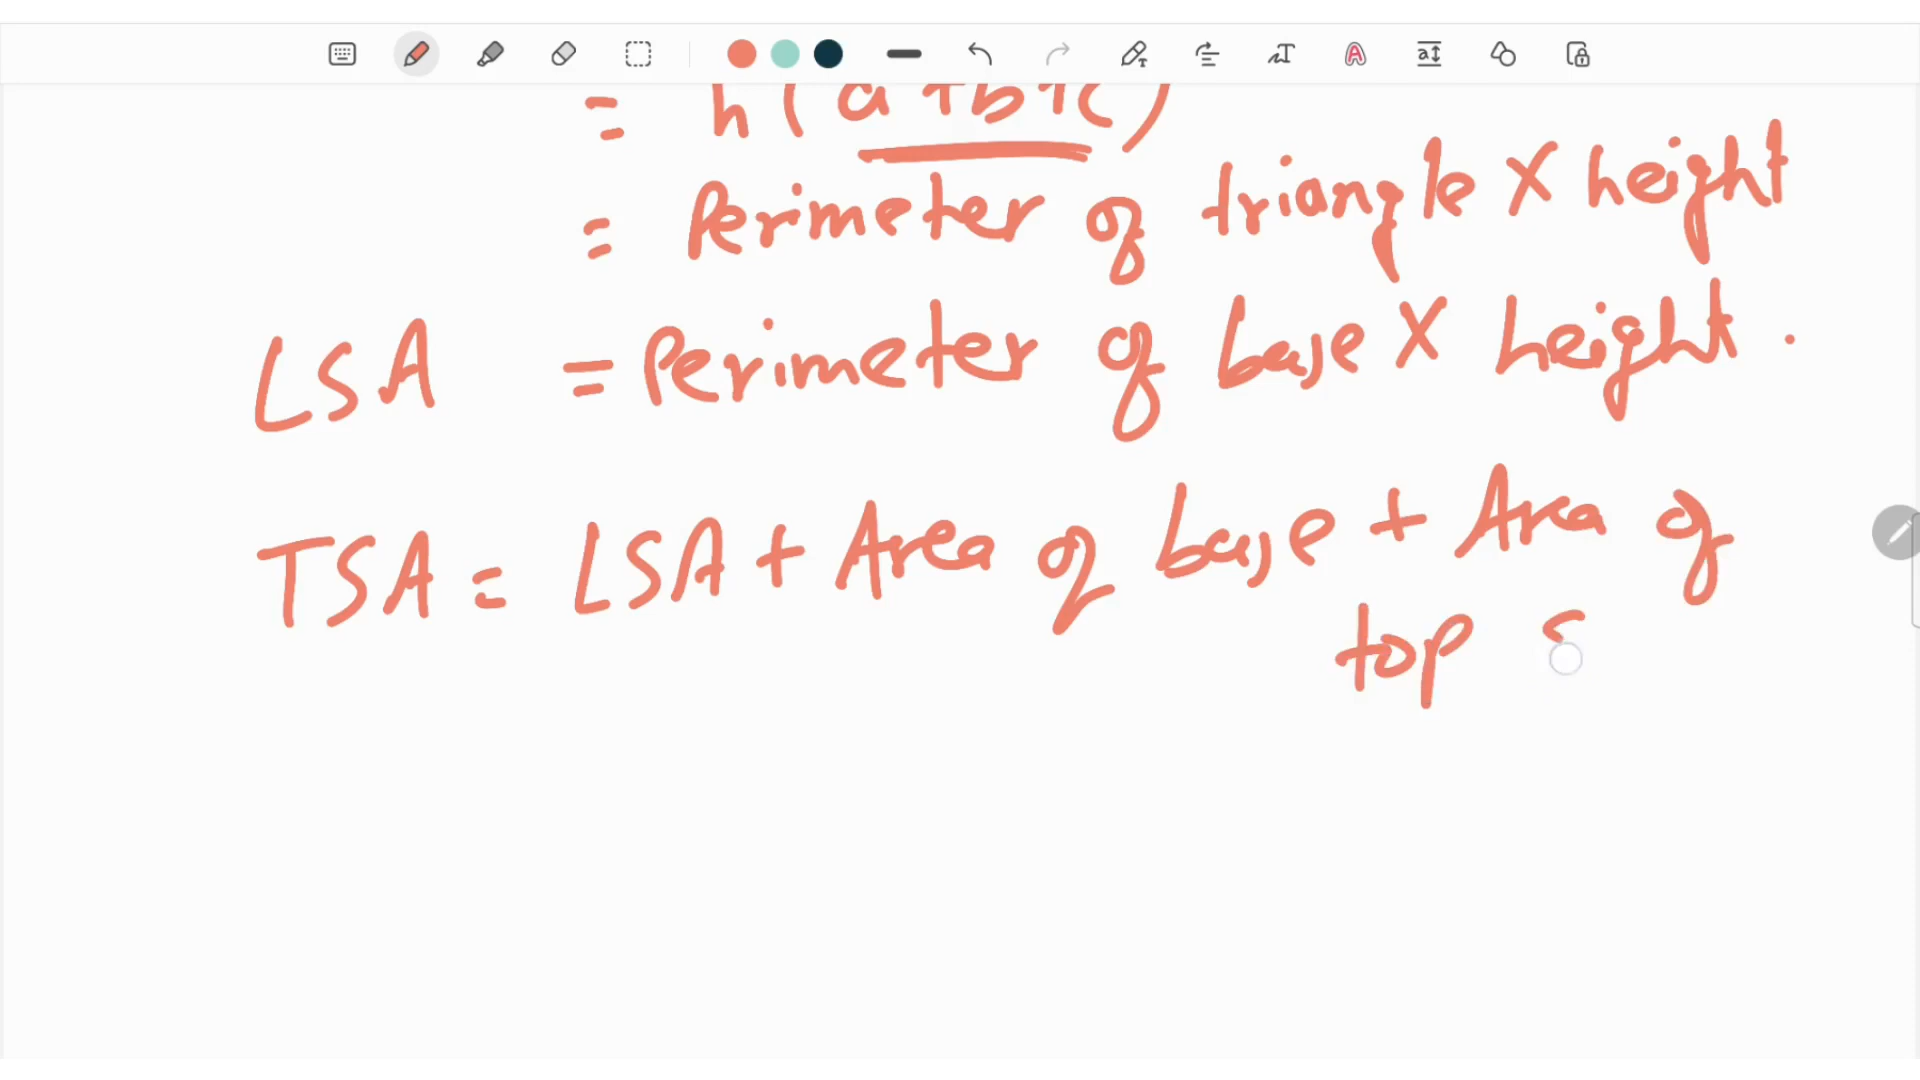 = h(a+b+c)
= Perimeter of triangle X height
LSA = Perimeter of base X height.
TSA = LSA + Area of base + Area of
top s